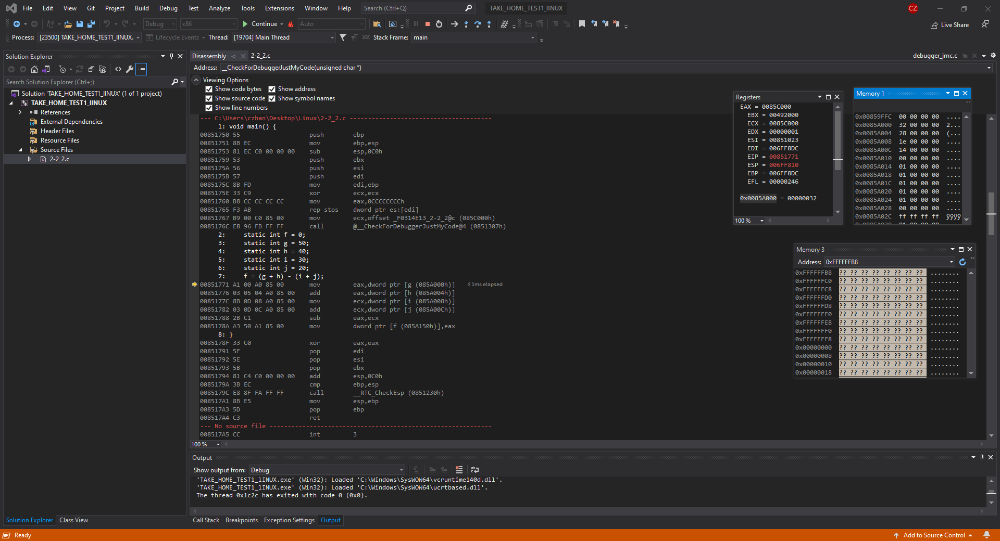 File Edit View Git Project Build Debug Test Analyze Tools Extensions Window Help Search (Ctrl+Q) TAKE_HOME_TEST1_lINUX CZ
Debug x86 Continue Auto Live Share
Process: [23500] TAKE_HOME_TEST1_lINUX. Lifecycle Events Thread: [19704] Main Thread Stack Frame: main
Solution Explorer
Search Solution Explorer (Ctrl+;)
Solution 'TAKE_HOME_TEST1_lINUX' (1 of 1 project)
TAKE_HOME_TEST1_lINUX
References
External Dependencies
Header Files
Resource Files
Source Files
2-2_2.c
Solution Explorer Class View
Disassembly 2-2_2.c debugger_jmc.c
Address: __CheckForDebuggerJustMyCode(unsigned char *)
Viewing Options
Show code bytes Show address
Show source code Show symbol names
Show line numbers
--- C:\Users\czhan\Desktop\Linux\2-2_2.c ---------------------------------------
1: void main() {
00851750 55 push ebp
00851751 8B EC mov ebp,esp
00851753 81 EC C0 00 00 00 sub esp,0C0h
00851759 53 push ebx
0085175A 56 push esi
0085175B 57 push edi
0085175C 8B FD mov edi,ebp
0085175E 33 C9 xor ecx,ecx
00851760 B8 CC CC CC CC mov eax,0CCCCCCCCh
00851765 F3 AB rep stos dword ptr es:[edi]
00851767 B9 00 C0 85 00 mov ecx,offset _F0314E13_2-2_2@c (085C000h)
0085176C E8 96 FB FF FF call @__CheckForDebuggerJustMyCode@4 (0851307h)
2: static int f = 0;
3: static int g = 50;
4: static int h = 40;
5: static int i = 30;
6: static int j = 20;
7: f = (g + h) - (i + j);
00851771 A1 00 A0 85 00 mov eax,dword ptr [g (085A000h)] ≤1ms elapsed
00851776 03 05 04 A0 85 00 add eax,dword ptr [h (085A004h)]
0085177C 8B 0D 08 A0 85 00 mov ecx,dword ptr [i (085A008h)]
00851782 03 0D 0C A0 85 00 add ecx,dword ptr [j (085A00Ch)]
00851788 2B C1 sub eax,ecx
0085178A A3 50 A1 85 00 mov dword ptr [f (085A150h)],eax
8: }
0085178F 33 C0 xor eax,eax
00851791 5F pop edi
00851792 5E pop esi
00851793 5B pop ebx
00851794 81 C4 C0 00 00 00 add esp,0C0h
0085179A 3B EC cmp ebp,esp
0085179C E8 8F FA FF FF call __RTC_CheckEsp (0851230h)
008517A1 8B E5 mov esp,ebp
008517A3 5D pop ebp
008517A4 C3 ret
--- No source file -------------------------------------------------------------
008517A5 CC int 3
100 %
Registers
EAX = 0085C000
EBX = 00492000
ECX = 0085C000
EDX = 00000001
ESI = 00851023
EDI = 006FF8DC
EIP = 00851771
ESP = 006FF810
EBP = 006FF8DC
EFL = 00000246
0x0085A000 = 00000032
100 %
Memory 1
0x00859FFC 00 00 00 00 ....
0x0085A000 32 00 00 00 2...
0x0085A004 28 00 00 00 (...
0x0085A008 1e 00 00 00 ....
0x0085A00C 14 00 00 00 ....
0x0085A010 00 00 00 00 ....
0x0085A014 01 00 00 00 ....
0x0085A018 01 00 00 00 ....
0x0085A01C 01 00 00 00 ....
0x0085A020 01 00 00 00 ....
0x0085A024 01 00 00 00 ....
0x0085A028 00 00 00 00 ....
0x0085A02C ff ff ff ff ÿÿÿÿ
0x0085A030 01 00 00 00 ....
Memory 3
Address: 0xFFFFFFB8
0xFFFFFFB8 ?? ?? ?? ?? ?? ?? ?? ?? ........
0xFFFFFFC0 ?? ?? ?? ?? ?? ?? ?? ?? ........
0xFFFFFFC8 ?? ?? ?? ?? ?? ?? ?? ?? ........
0xFFFFFFD0 ?? ?? ?? ?? ?? ?? ?? ?? ........
0xFFFFFFD8 ?? ?? ?? ?? ?? ?? ?? ?? ........
0xFFFFFFE0 ?? ?? ?? ?? ?? ?? ?? ?? ........
0xFFFFFFE8 ?? ?? ?? ?? ?? ?? ?? ?? ........
0xFFFFFFF0 ?? ?? ?? ?? ?? ?? ?? ?? ........
0xFFFFFFF8 ?? ?? ?? ?? ?? ?? ?? ?? ........
0x00000000 ?? ?? ?? ?? ?? ?? ?? ?? ........
0x00000008 ?? ?? ?? ?? ?? ?? ?? ?? ........
0x00000010 ?? ?? ?? ?? ?? ?? ?? ?? ........
0x00000018 ?? ?? ?? ?? ?? ?? ?? ?? ........
Output
Show output from: Debug
'TAKE_HOME_TEST1_lINUX.exe' (Win32): Loaded 'C:\Windows\SysWOW64\vcruntime140d.dll'.
'TAKE_HOME_TEST1_lINUX.exe' (Win32): Loaded 'C:\Windows\SysWOW64\ucrtbased.dll'.
The thread 0x1c2c has exited with code 0 (0x0).
Call Stack Breakpoints Exception Settings Output
Ready Add to Source Control